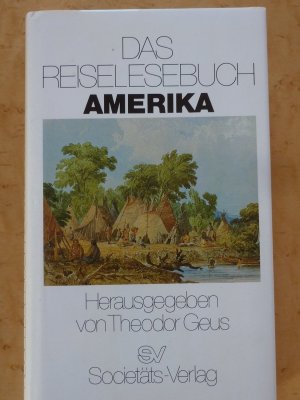 DAS
REISELESEBUCH
AMERIKA
Herausgegeben
von Theodor Geus
SV
Societäts-Verlag